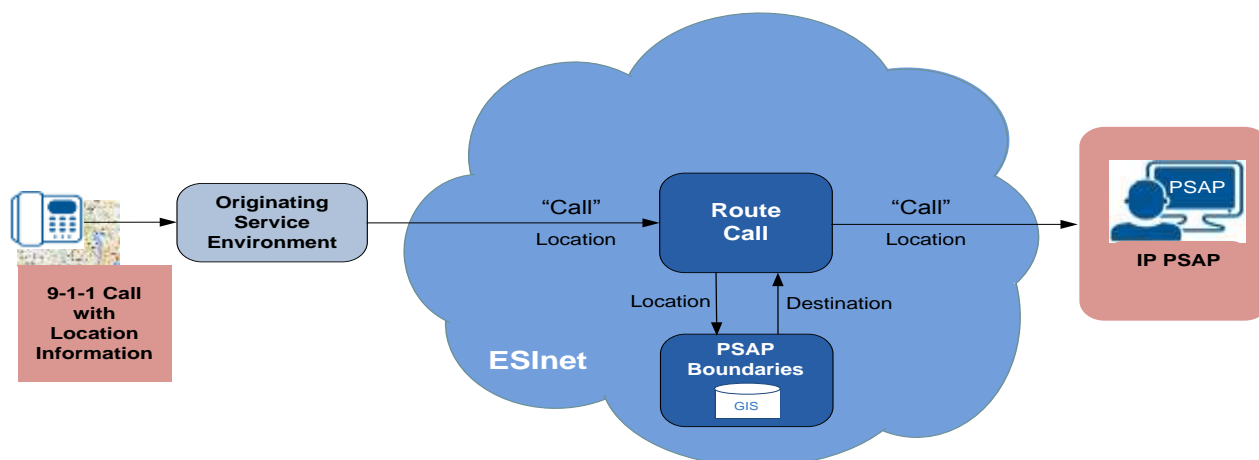 9-1-1 Call
with
Location
Information
Originating
Service
Environment
“Call”
Location
Route
Call
“Call”
Location
Location
Destination
PSAP
Boundaries
GIS
ESInet
PSAP
IP PSAP